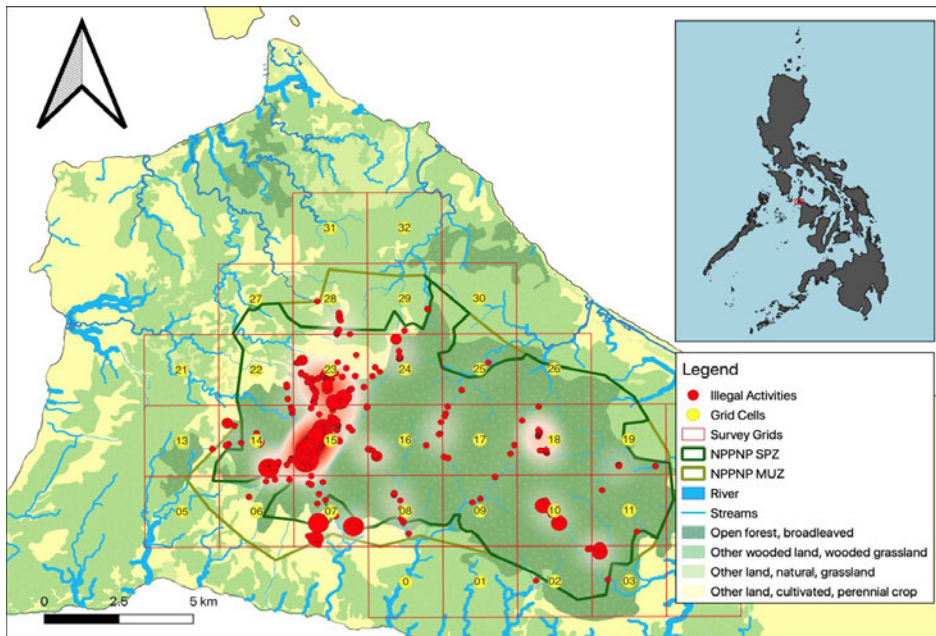 31 32
27 28 29 30
21 22 23 24 25 26
13 14 15 16 17 18 19
05 06 07 08 09 10 11
0 01 02 03
0 2.5 5 km
Legend
Illegal Activities
Grid Cells
Survey Grids
NPPNP SPZ
NPPNP MUZ
River
Streams
Open forest, broadleaved
Other wooded land, wooded grassland
Other land, natural, grassland
Other land, cultivated, perennial crop